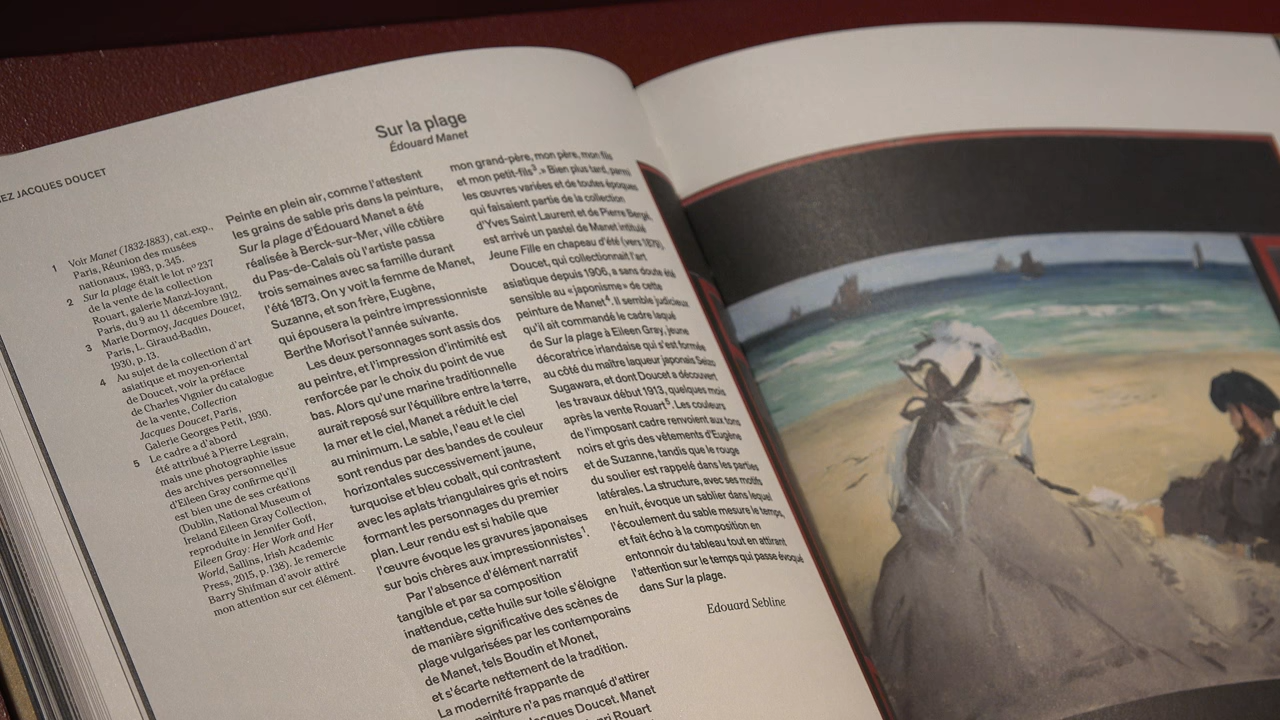 EZ JACQUES DOUCET
Sur la plage
Édouard Manet
1 Voir Manet (1832-1883), cat. exp.,
Paris, Réunion des musées
nationaux, 1983, p. 345.
2 Sur la plage était le lot n° 237
de la vente de la collection
Rouart, galerie Manzi-Joyant,
Paris, du 9 au 11 décembre 1912.
3 Marie Dormoy, Jacques Doucet,
Paris, L. Giraud-Badin,
1930, p. 13.
4 Au sujet de la collection d'art
asiatique et moyen-oriental
de Doucet, voir la préface
de Charles Vignier du catalogue
de la vente, Collection
Jacques Doucet, Paris,
Galerie Georges Petit, 1930.
5 Le cadre a d'abord
été attribué à Pierre Legrain,
mais une photographie issue
des archives personnelles
d'Eileen Gray confirme qu'il
est bien une de ses créations
(Dublin, National Museum of
Ireland Eileen Gray Collection,
reproduite in Jennifer Goff,
Eileen Gray: Her Work and Her
World, Sallins, Irish Academic
Press, 2015, p. 138). Je remercie
Barry Shifman d'avoir attiré
mon attention sur cet élément.
Peinte en plein air, comme l'attestent
les grains de sable pris dans la peinture,
Sur la plage d'Édouard Manet a été
réalisée à Berck-sur-Mer, ville côtière
du Pas-de-Calais où l'artiste passa
trois semaines avec sa famille durant
l'été 1873. On y voit la femme de Manet,
Suzanne, et son frère, Eugène,
qui épousera la peintre impressionniste
Berthe Morisot l'année suivante.
Les deux personnages sont assis dos
au peintre, et l'impression d'intimité est
renforcée par le choix du point de vue
bas. Alors qu'une marine traditionnelle
aurait reposé sur l'équilibre entre la terre,
la mer et le ciel, Manet a réduit le ciel
au minimum. Le sable, l'eau et le ciel
sont rendus par des bandes de couleur
horizontales successivement jaune,
turquoise et bleu cobalt, qui contrastent
avec les aplats triangulaires gris et noirs
formant les personnages du premier
plan. Leur rendu est si habile que
l'œuvre évoque les gravures japonaises
sur bois chères aux impressionnistes1.
Par l'absence d'élément narratif
tangible et par sa composition
inattendue, cette huile sur toile s'éloigne
de manière significative des scènes de
plage vulgarisées par les contemporains
de Manet, tels Boudin et Monet,
et s'écarte nettement de la tradition.
La modernité frappante de
peinture n'a pas manqué d'attirer
Jacques Doucet. Manet
Rouart
mon grand-père, mon père, mon fils
et mon petit-fils3. » Bien plus tard, parmi
les œuvres variées et de toutes époques
qui faisaient partie de la collection
d'Yves Saint Laurent et de Pierre Bergé,
est arrivé un pastel de Manet intitulé
Jeune Fille en chapeau d'été (vers 1879).
Doucet, qui collectionnait l'art
asiatique depuis 1906, a sans doute été
sensible au « japonisme » de cette
peinture de Manet4. Il semble judicieux
qu'il ait commandé le cadre laqué
de Sur la plage à Eileen Gray, jeune
décoratrice irlandaise qui s'est formée
au côté du maître laqueur japonais Seizo
Sugawara, et dont Doucet a découvert
les travaux début 1913, quelques mois
après la vente Rouart5. Les couleurs
de l'imposant cadre renvoient aux tons
noirs et gris des vêtements d'Eugène
et de Suzanne, tandis que le rouge
du soulier est rappelé dans les parties
latérales. La structure, avec ses motifs
en huit, évoque un sablier dans lequel
l'écoulement du sable mesure le temps,
et fait écho à la composition en
entonnoir du tableau tout en attirant
l'attention sur le temps qui passe évoqué
dans Sur la plage.
Edouard Sebline